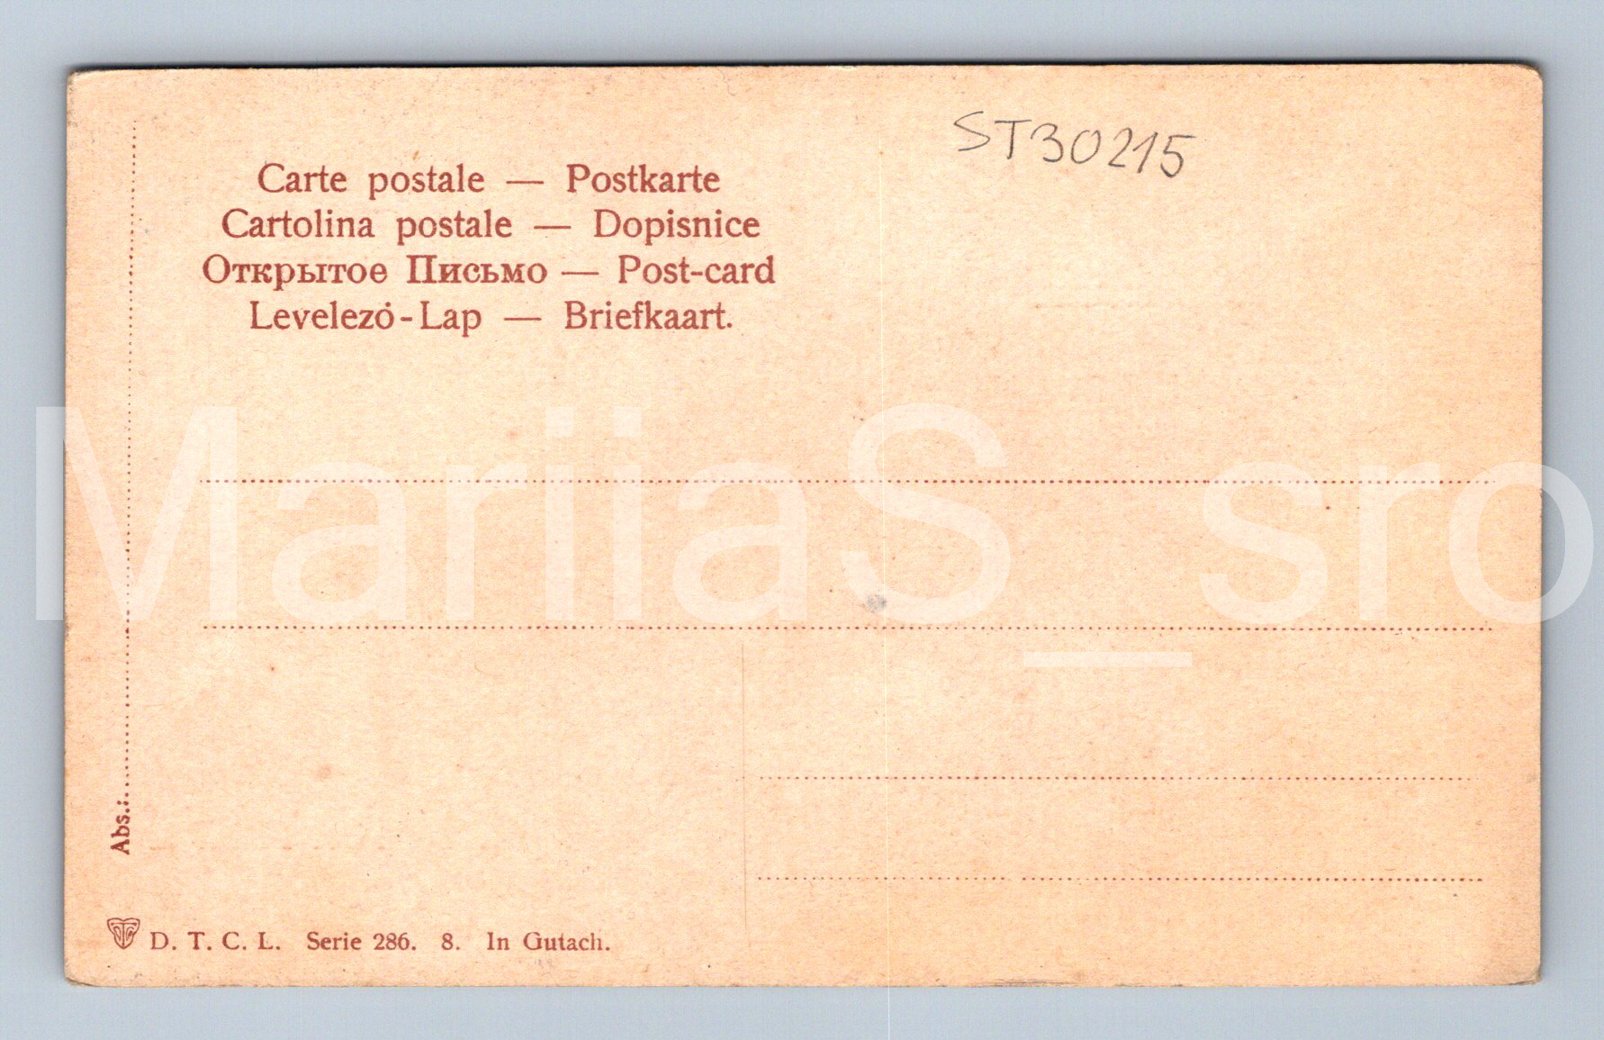 ST30215
Carte postale — Postkarte
Cartolina postale — Dopisnice
Открытое Письмо — Post-card
Levelezó-Lap — Briefkaart.
MariiaS_sro
Abs.:
D. T. C. L. Serie 286. 8. In Gutach.